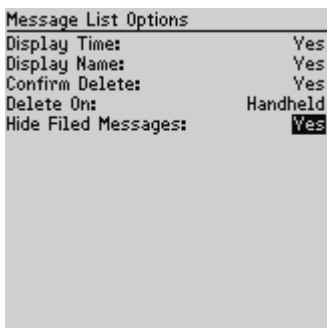 Message List Options
Display Time: Yes
Display Name: Yes
Confirm Delete: Yes
Delete On: Handheld
Hide Filed Messages: Yes